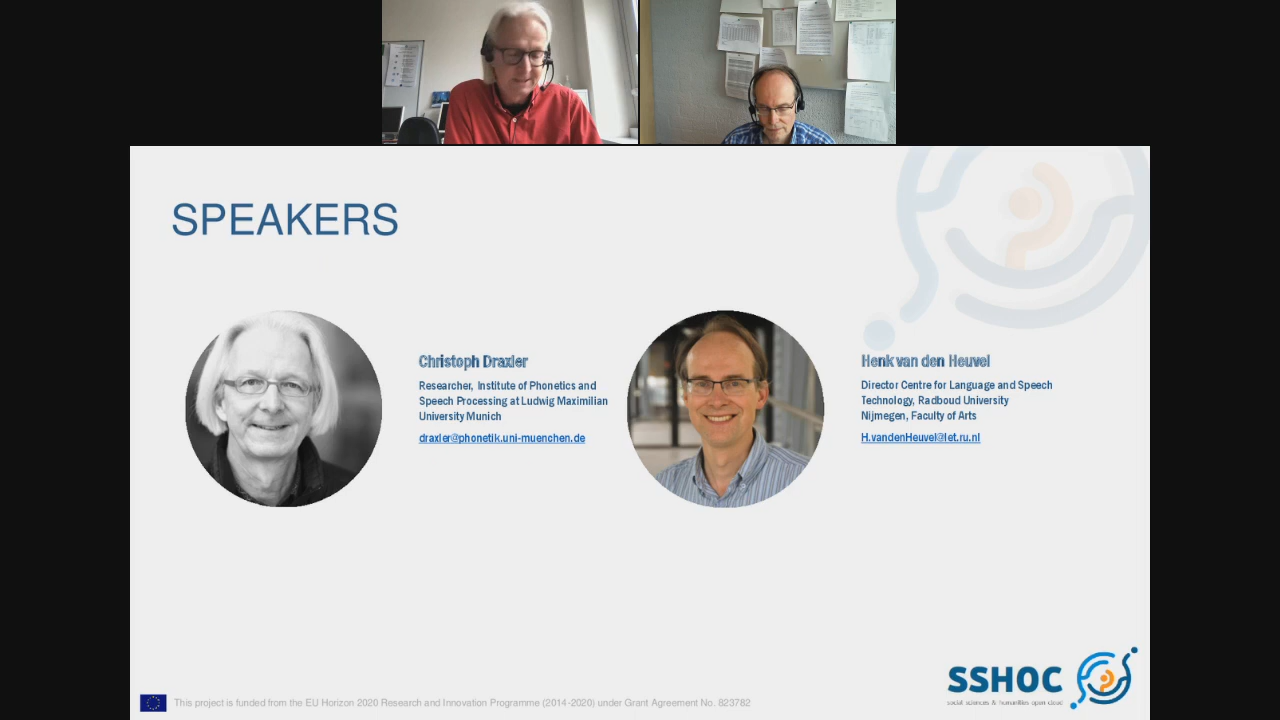 SPEAKERS
Christoph Draxler
Researcher, Institute of Phonetics and
Speech Processing at Ludwig Maximilian
University Munich
draxler@phonetik.uni-muenchen.de
Henk van den Heuvel
Director Centre for Language and Speech
Technology, Radboud University
Nijmegen, Faculty of Arts
H.vandenHeuvel@let.ru.nl
SSHOC
social sciences & humanities open cloud
This project is funded from the EU Horizon 2020 Research and Innovation Programme (2014-2020) under Grant Agreement No. 823782